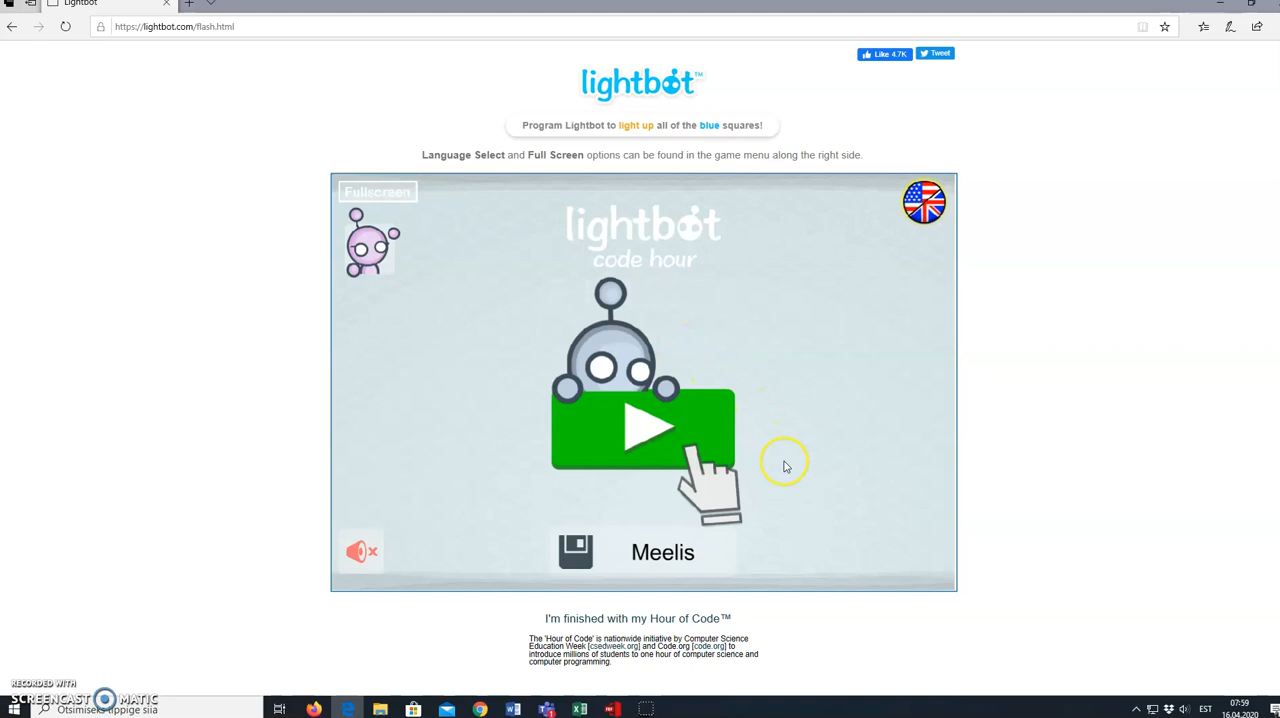 Lightbot
https://lightbot.com/flash.html
Like 4.7K
Tweet
lightbot™
Program Lightbot to light up all of the blue squares!
Language Select and Full Screen options can be found in the game menu along the right side.
Fullscreen
lightbot
code hour
Meelis
I'm finished with my Hour of Code™
The 'Hour of Code' is nationwide initiative by Computer Science
Education Week [csedweek.org] and Code.org [code.org] to
introduce millions of students to one hour of computer science and
computer programming.
RECORDED WITH
SCREENCAST MATIC
Otsimiseks tippige siia
EST
07:59
16.04.2020